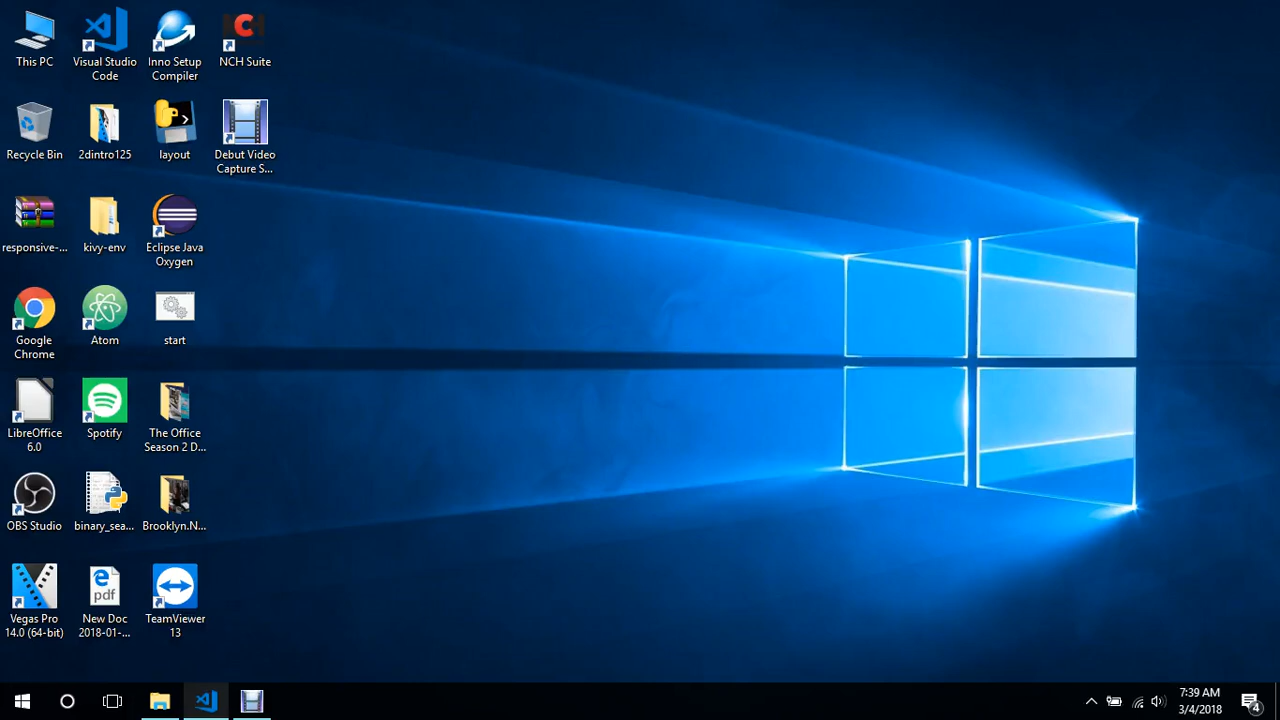 This PC
Visual Studio
Code
Inno Setup
Compiler
NCH
NCH Suite
Recycle Bin
2dintro125
layout
Debut Video
Capture S...
responsive-...
kivy-env
Eclipse Java
Oxygen
Google
Chrome
Atom
start
LibreOffice
6.0
Spotify
The Office
Season 2 D...
OBS Studio
binary_sea...
Brooklyn.N...
pdf
Vegas Pro
14.0 (64-bit)
New Doc
2018-01-...
TeamViewer
13
7:39 AM
3/4/2018
4